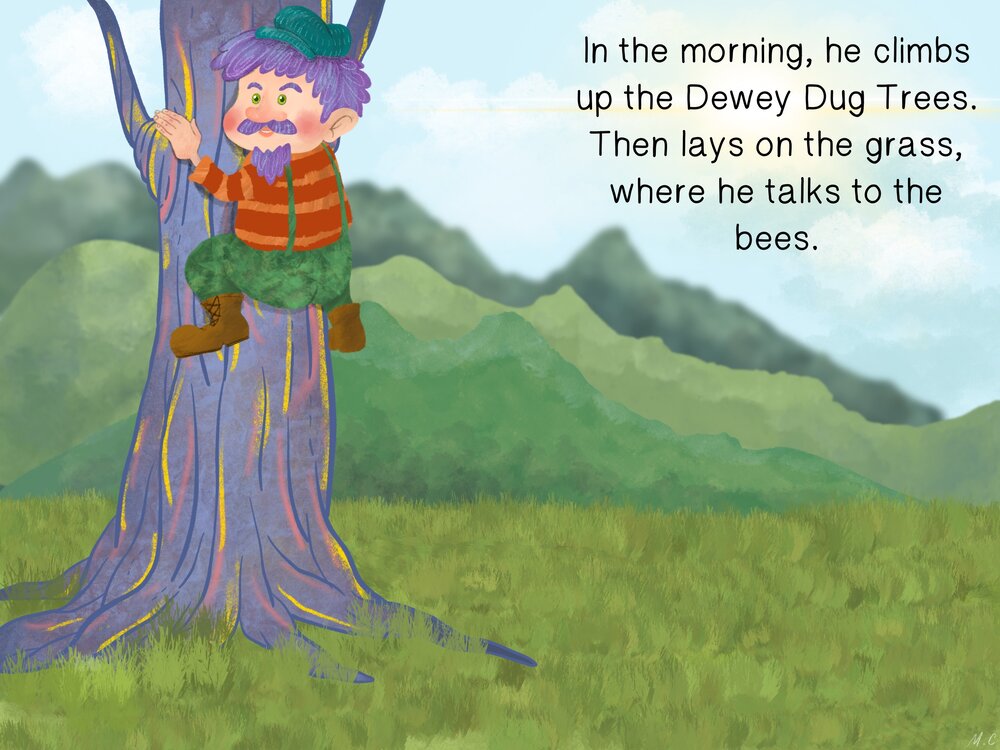 In the morning, he climbs
up the Dewey Dug Trees.
Then lays on the grass,
where he talks to the
bees.
M.C